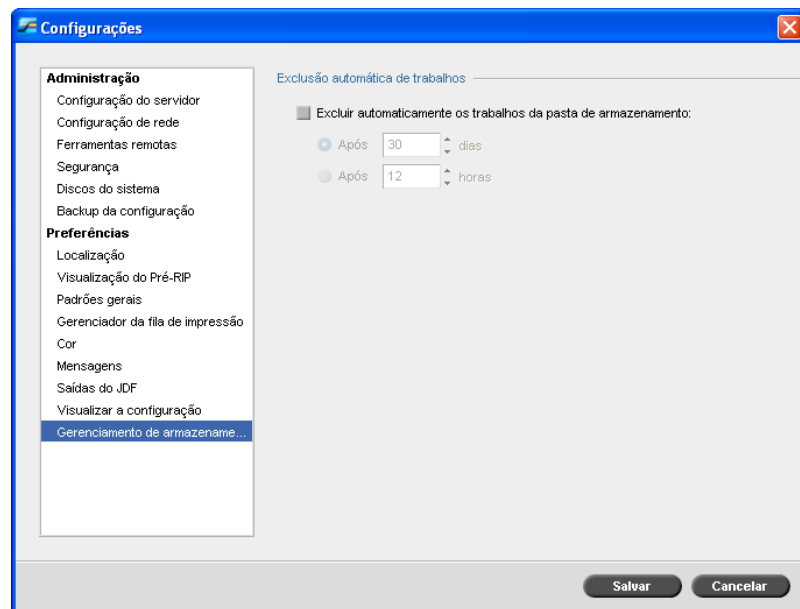 Configurações
Administração
Configuração do servidor
Configuração de rede
Ferramentas remotas
Segurança
Discos do sistema
Backup da configuração
Preferências
Localização
Visualização do Pré-RIP
Padrões gerais
Gerenciador da fila de impressão
Cor
Mensagens
Saídas do JDF
Visualizar a configuração
Gerenciamento de armazename...
Exclusão automática de trabalhos
Excluir automaticamente os trabalhos da pasta de armazenamento:
Após 30 dias
Após 12 horas
Salvar Cancelar